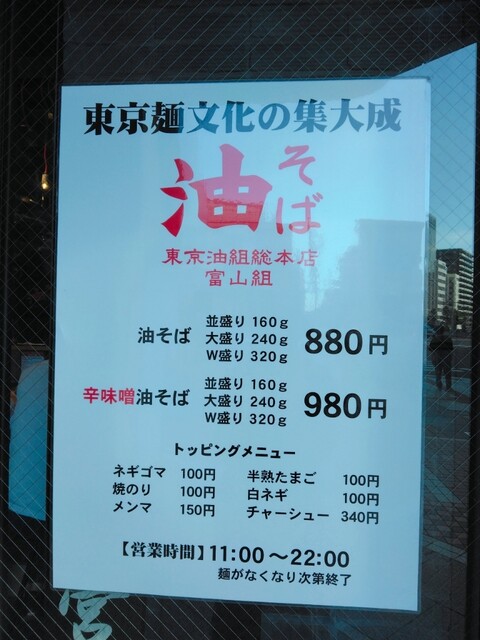 東京麺文化の集大成
油そば
東京油組総本店
富山組
油そば 並盛り 160g 大盛り 240g W盛り 320g 880円
辛味噌油そば 並盛り 160g 大盛り 240g W盛り 320g 980円
トッピングメニュー
ネギゴマ 100円 半熟たまご 100円
焼のり 100円 白ネギ 100円
メンマ 150円 チャーシュー 340円
【営業時間】11:00～22:00
麺がなくなり次第終了
宮